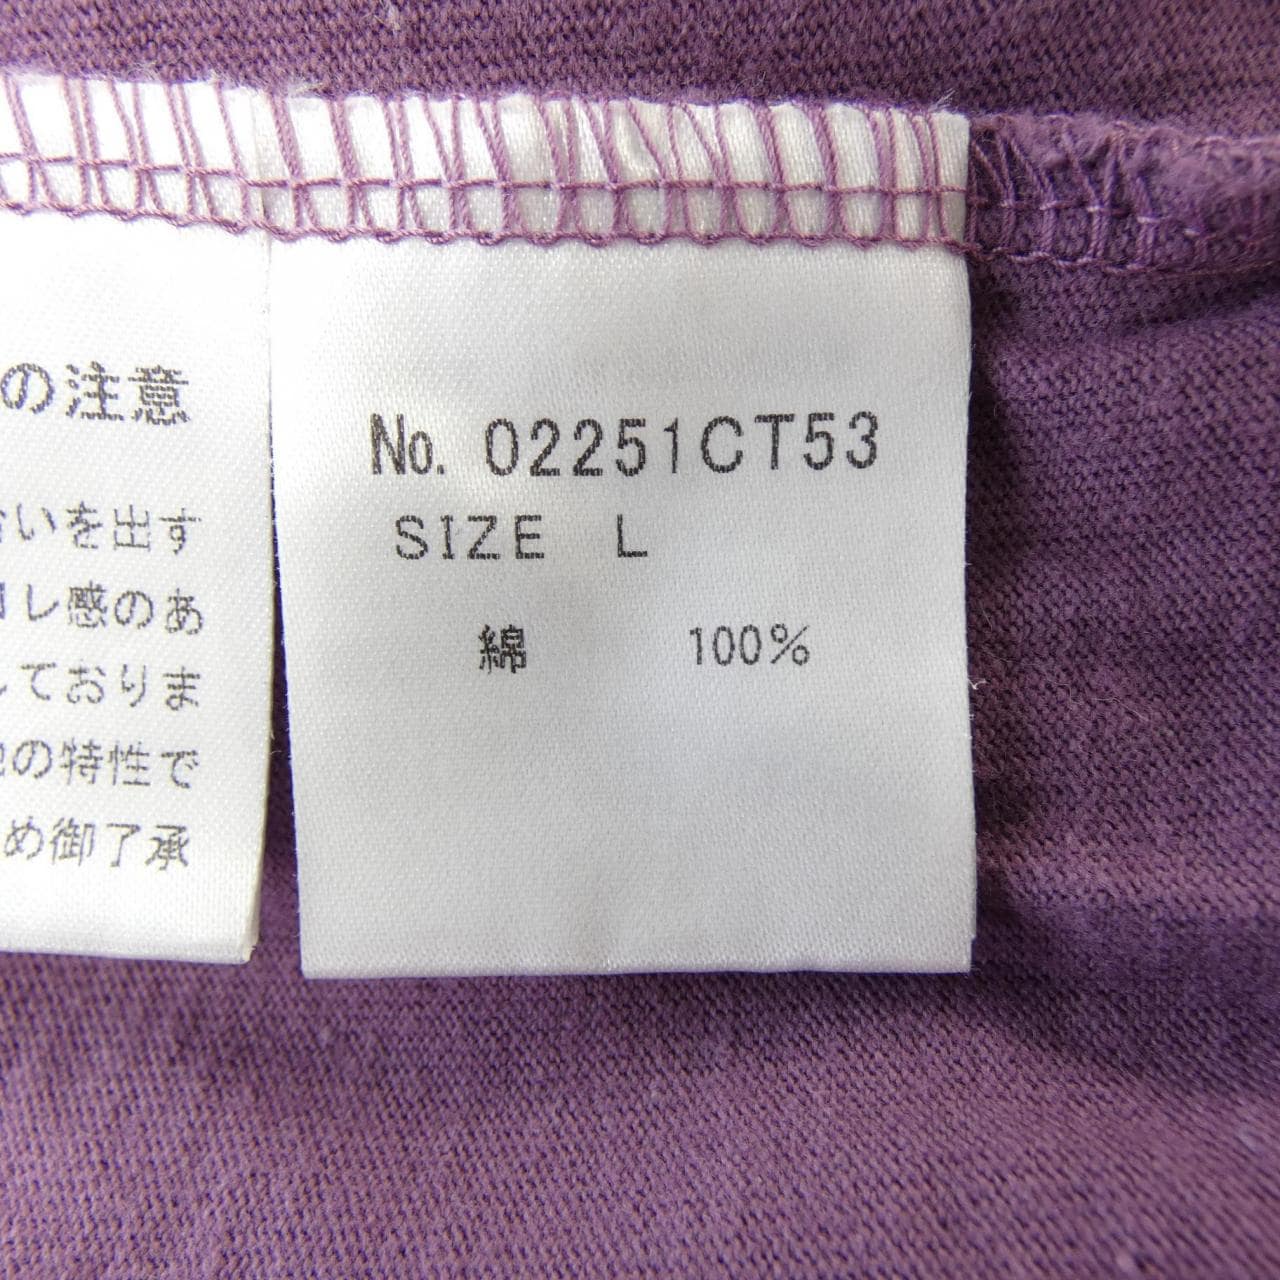 の注意
いを出す
レ感のあ
ております
の特性で
め御了承
No. 02251CT53
SIZE L
綿 100%